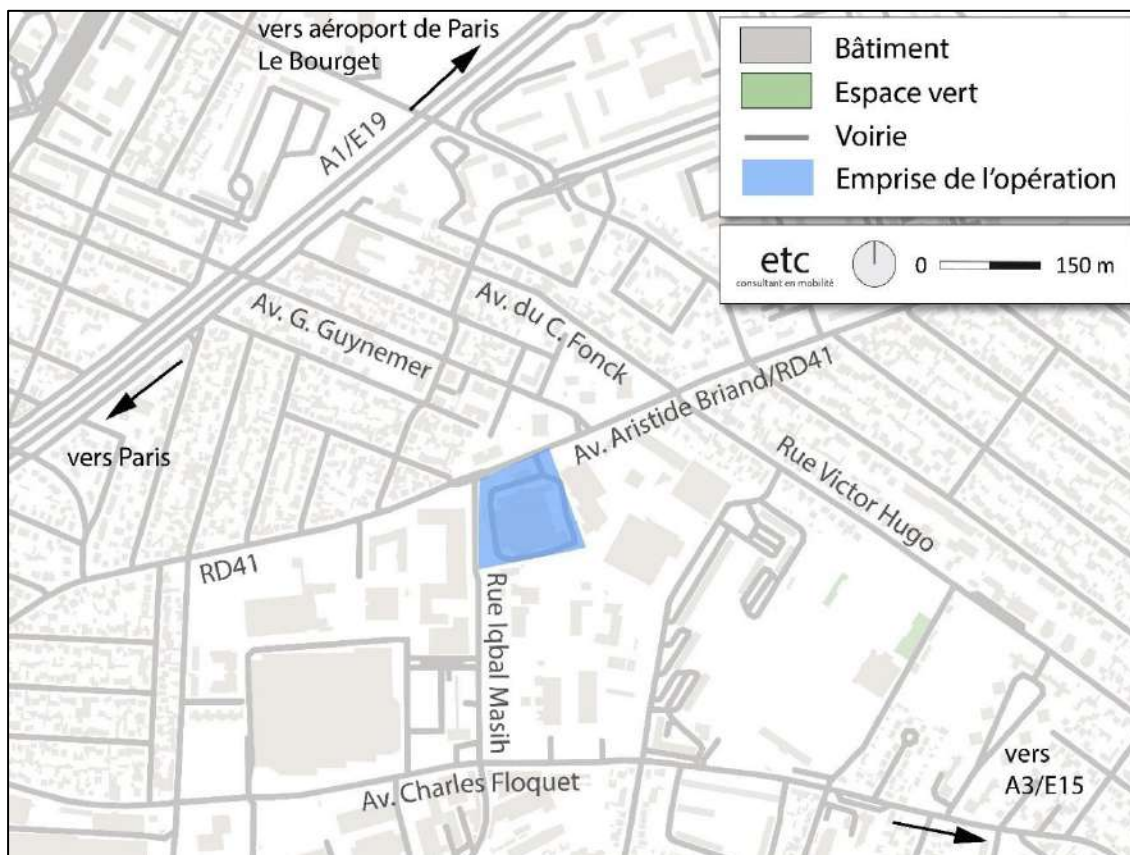 vers aéroport de Paris
Le Bourget
A1/E19
Bâtiment
Espace vert
Voirie
Emprise de l'opération
etc
consultant en mobilité
0
150 m
Av. G. Guynemer
Av. du C. Fonck
Av. Aristide Briand/RD41
vers Paris
Rue Victor Hugo
RD41
Rue Iqbal Masih
vers
A3/E15
Av. Charles Floquet